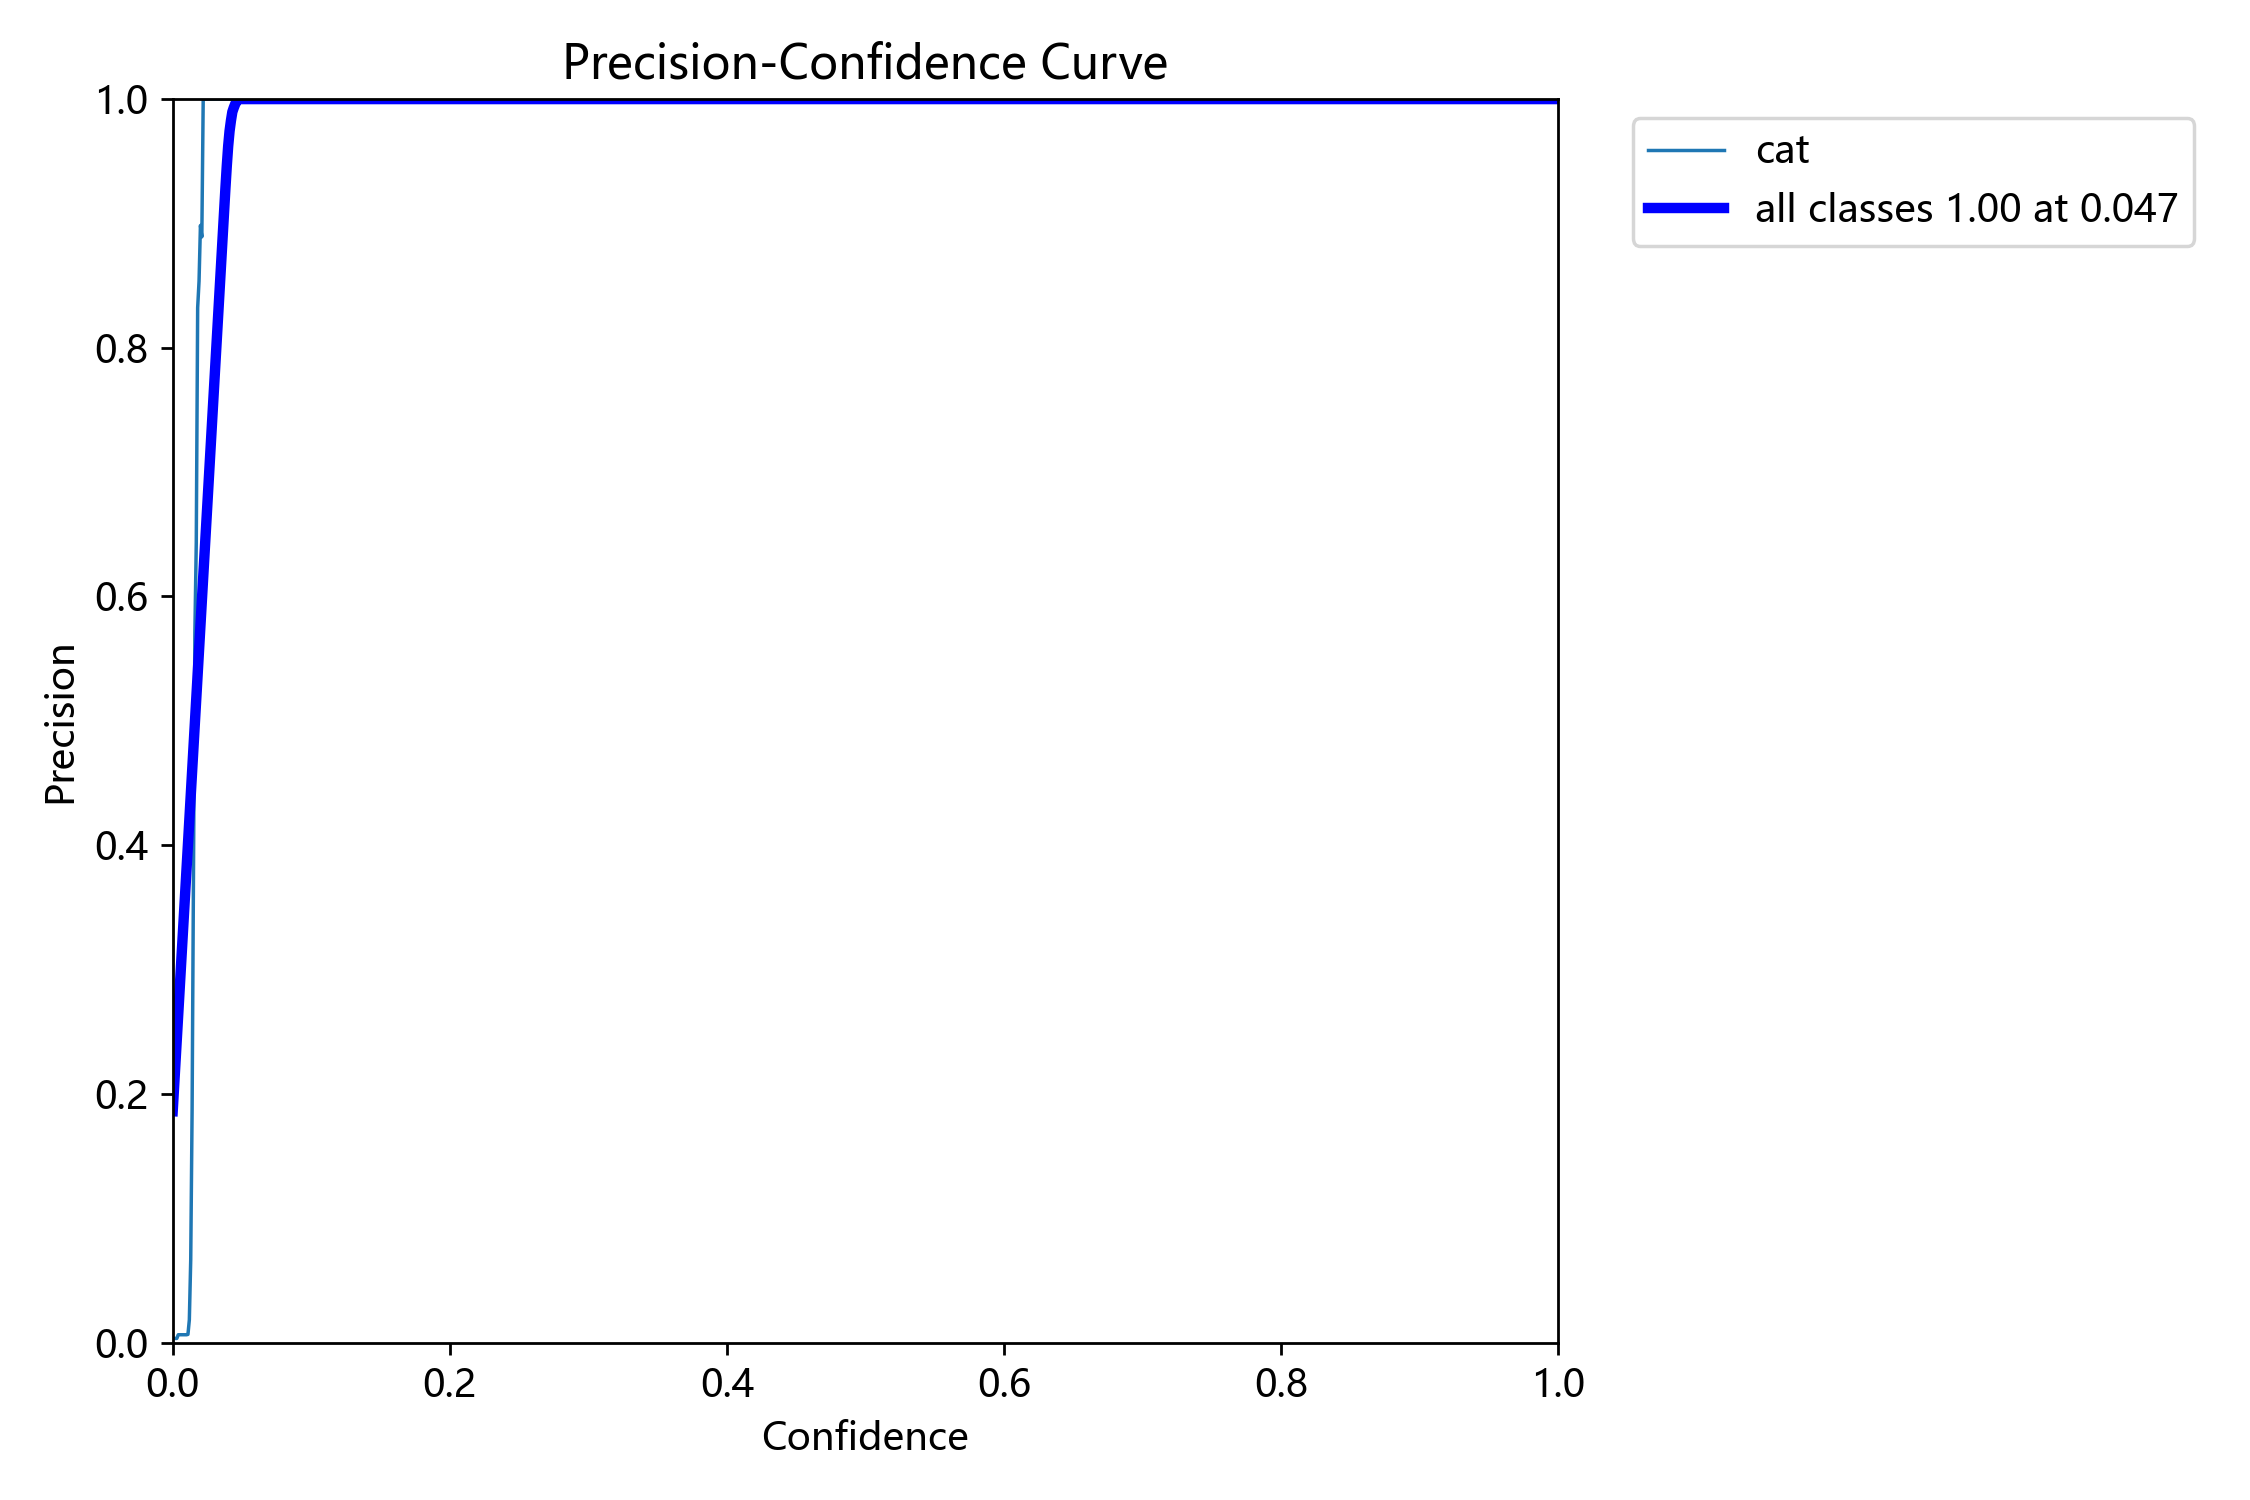 Precision-Confidence Curve
1.0
0.8
0.6
0.4
0.2
0.0
Precision
0.0 0.2 0.4 0.6 0.8 1.0
Confidence
cat
all classes 1.00 at 0.047